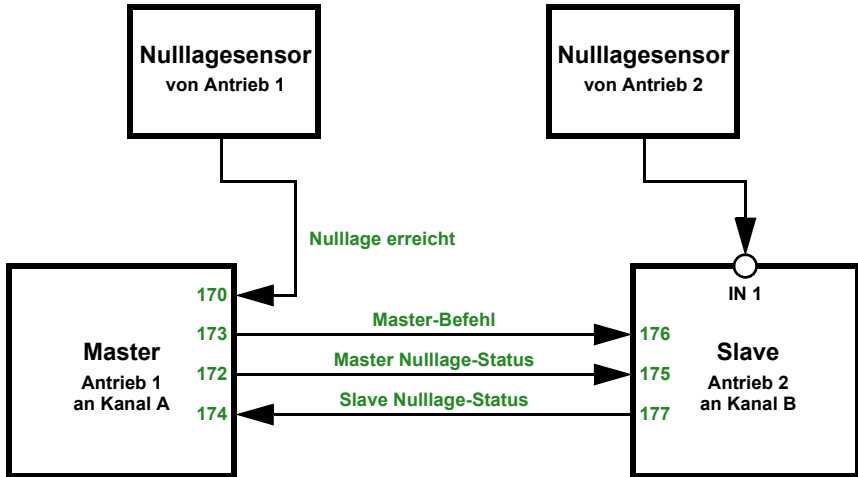 Nulllagesensor
von Antrieb 1
Nulllagesensor
von Antrieb 2
Nulllage erreicht
170
IN 1
173
Master-Befehl
176
Master
Slave
172
Master Nulllage-Status
175
Antrieb 1
an Kanal A
Antrieb 2
an Kanal B
174
Slave Nulllage-Status
177